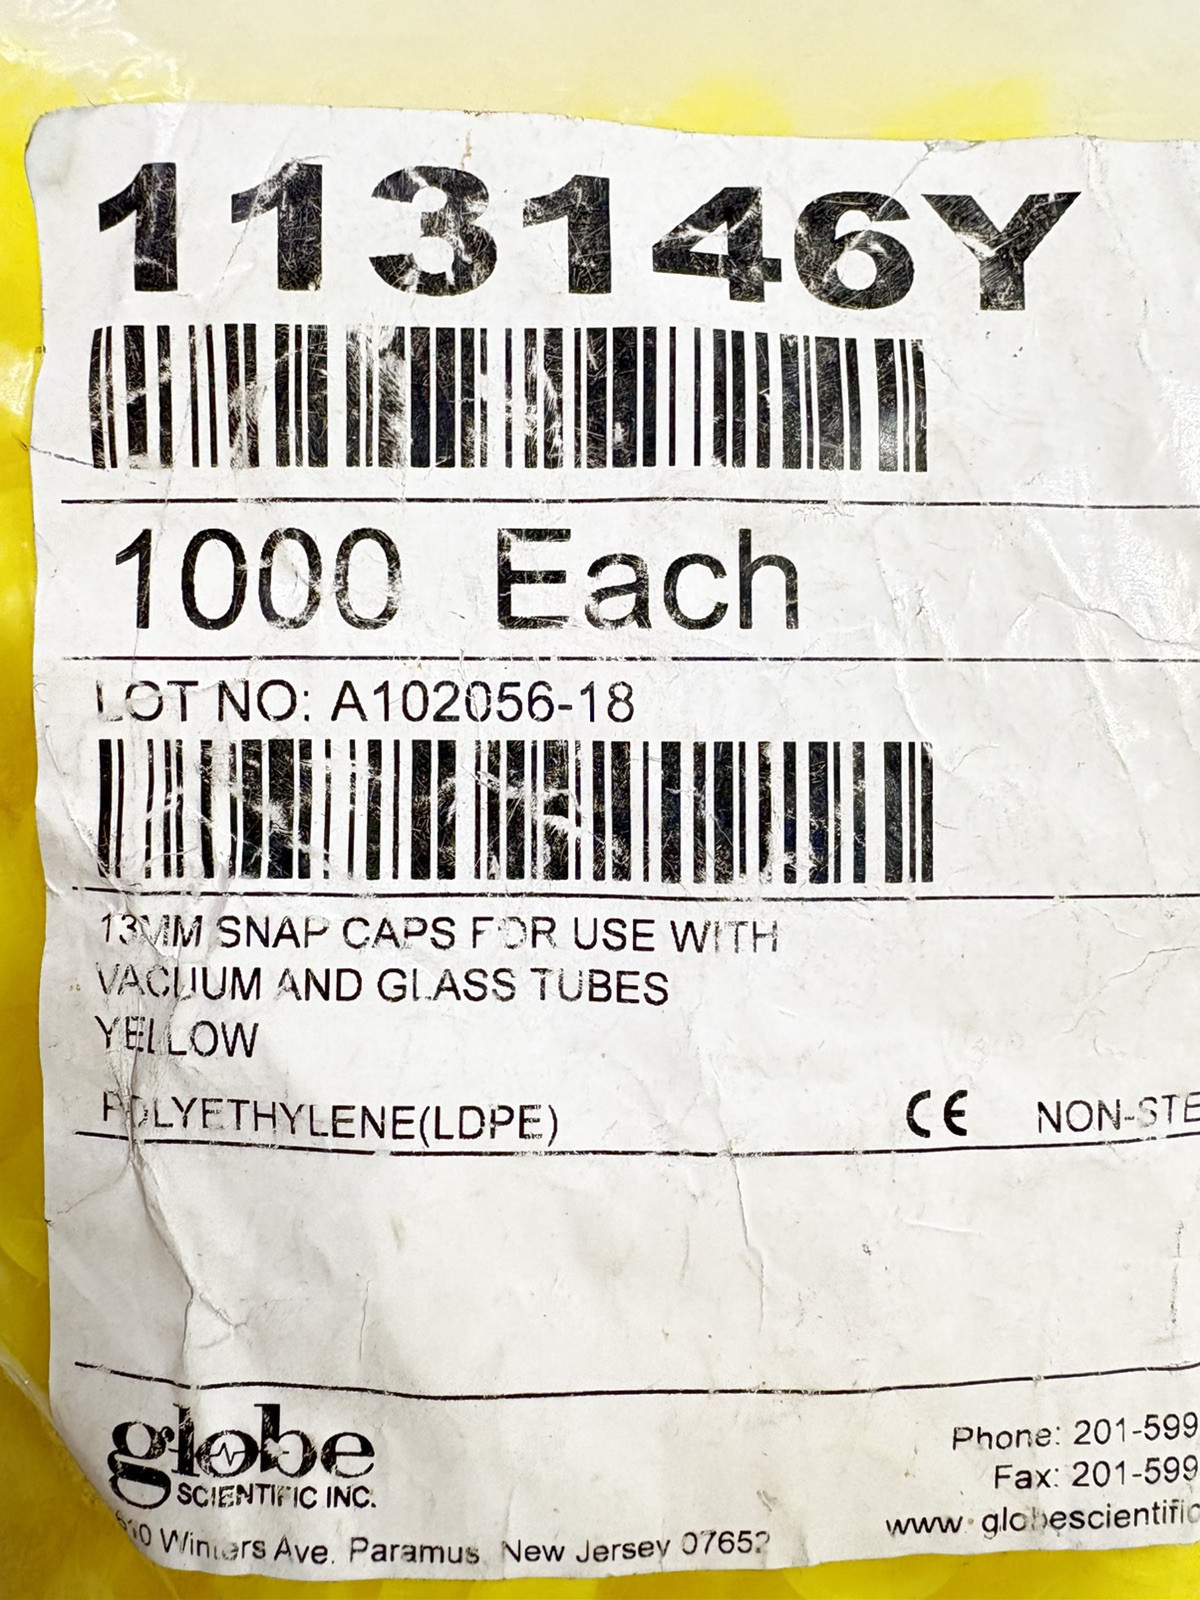 113146Y
1000 Each
LOT NO: A102056-18
13MM SNAP CAPS FOR USE WITH
VACUUM AND GLASS TUBES
YELLOW
POLYETHYLENE(LDPE)
CE NON-STE
globe
SCIENTIFIC INC.
Winters Ave. Paramus New Jersey 07652
Phone: 201-599
Fax: 201-599
www.globescientific